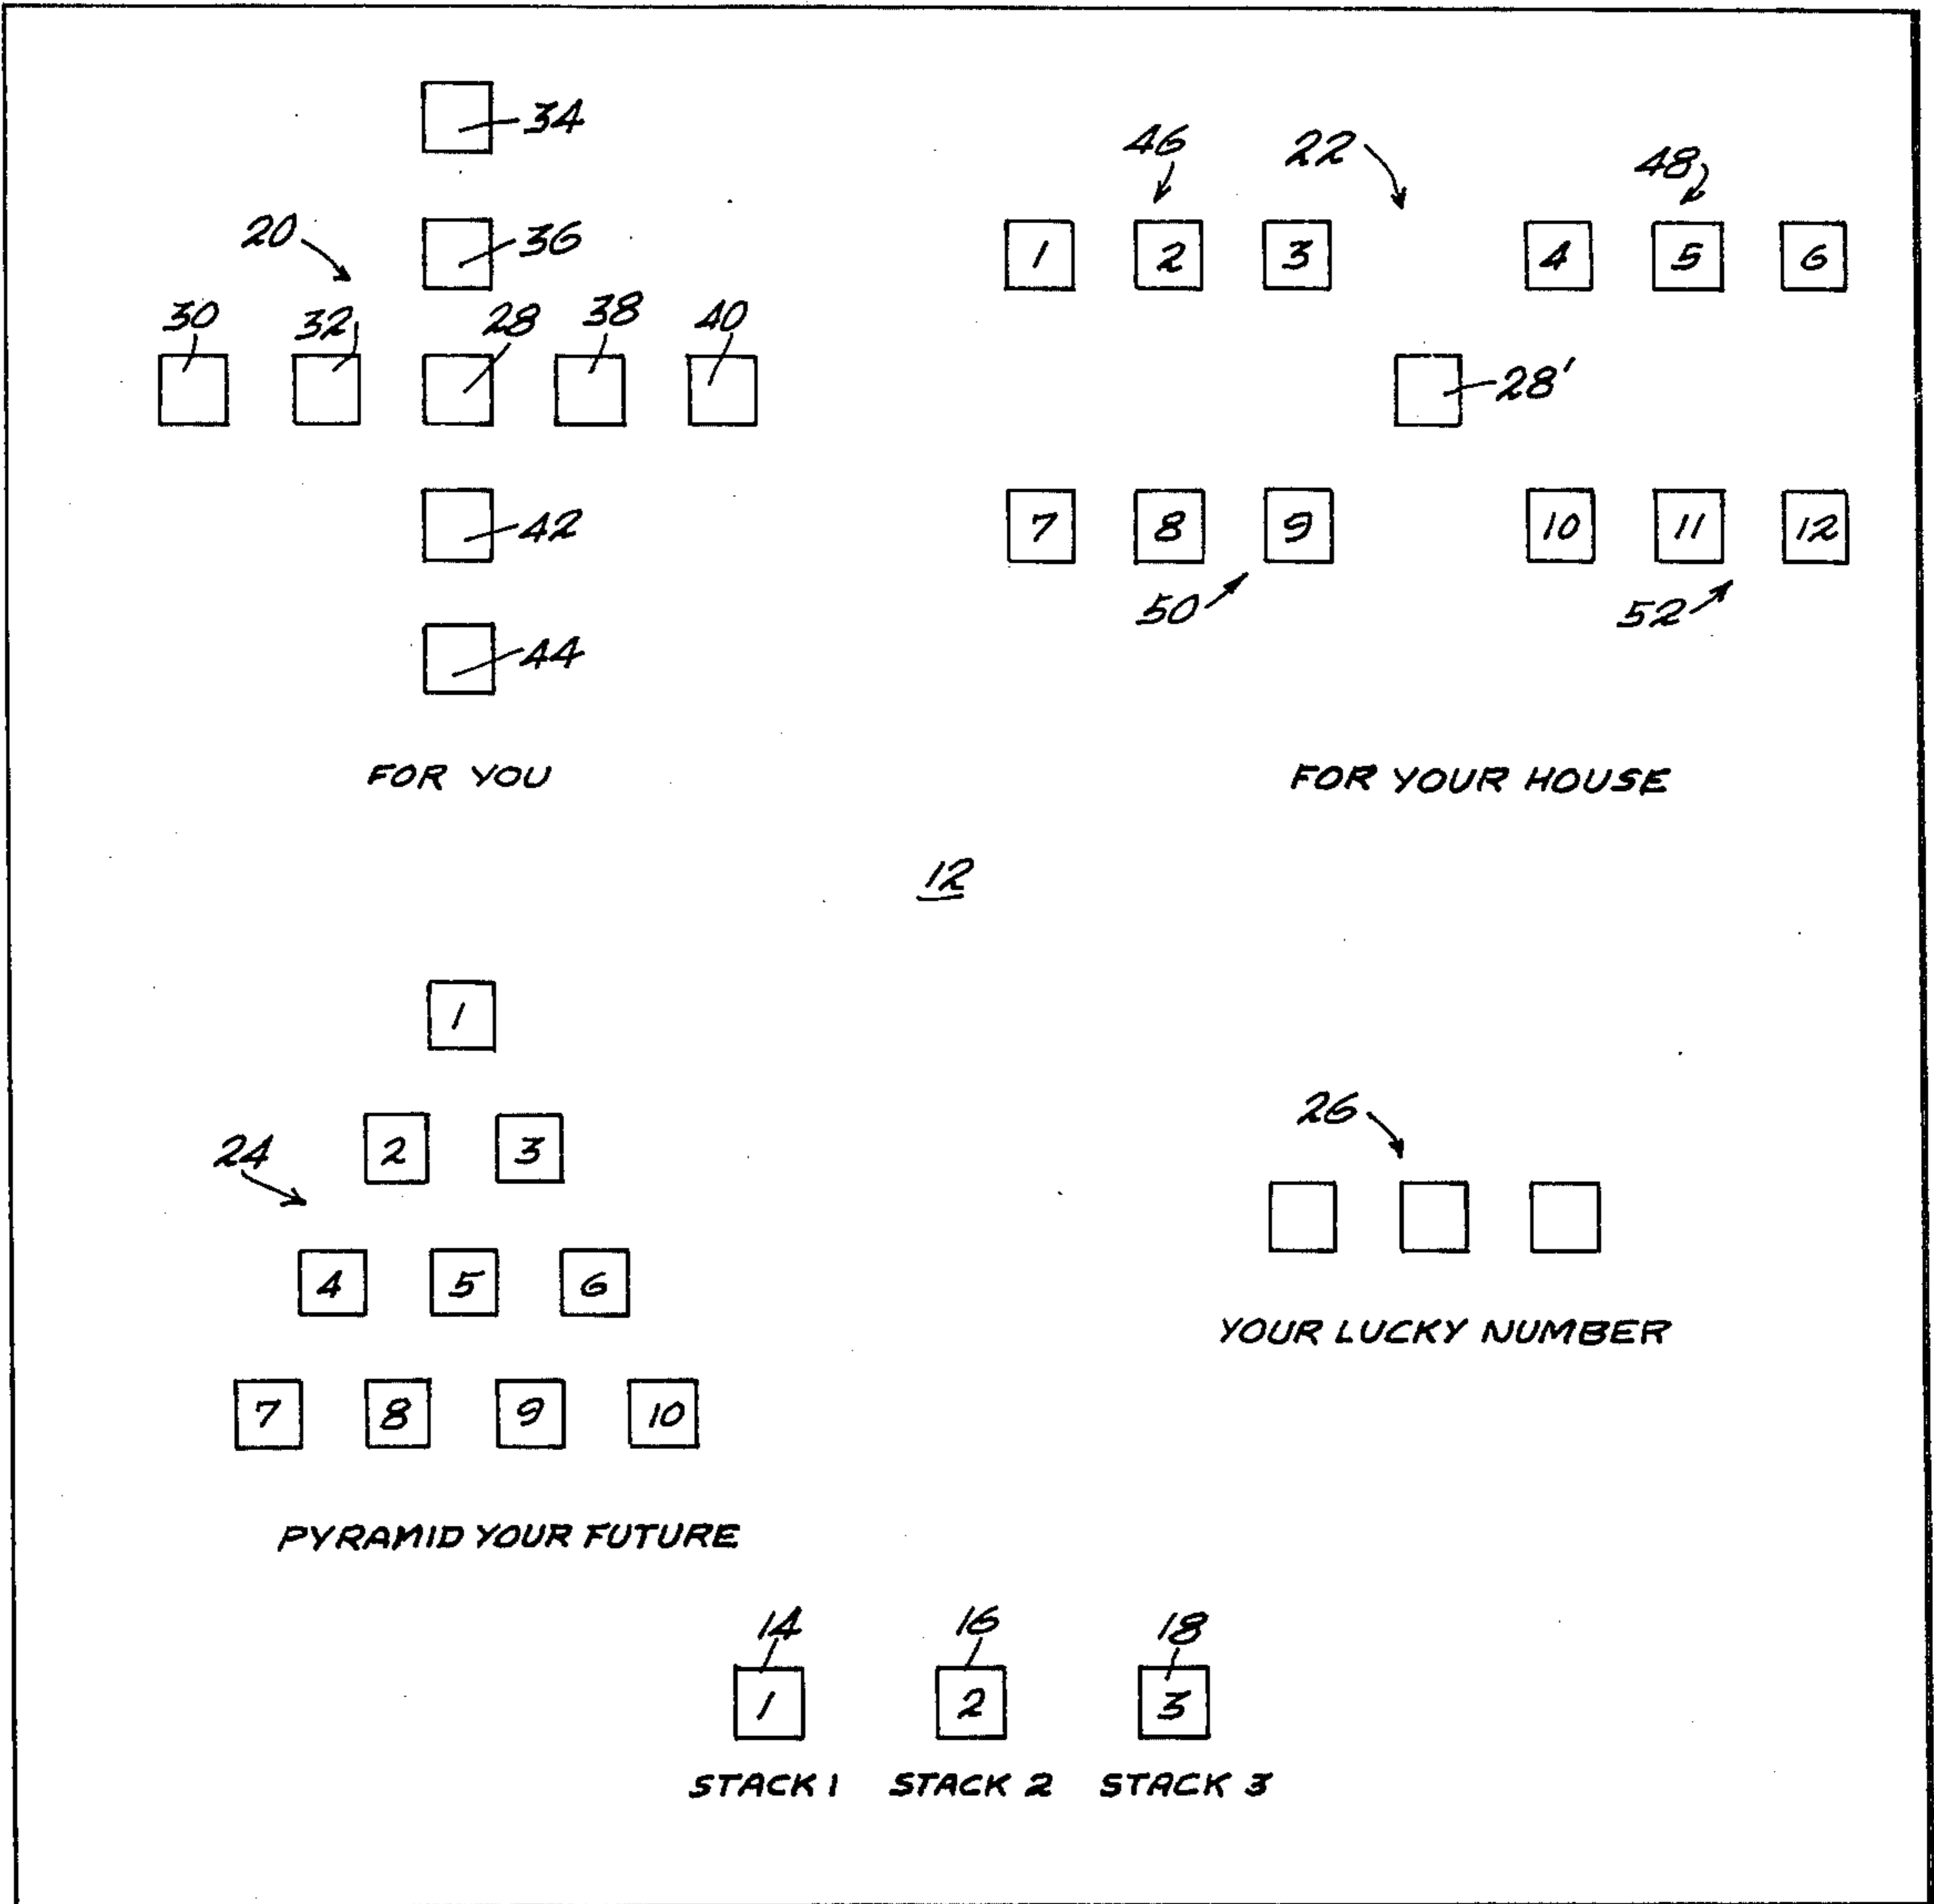 34
46 22 48
20 36
1 2 3 4 5 6
30 32 28 38 40
28'
42
7 8 9 10 11 12
50 52
44
FOR YOU
FOR YOUR HOUSE
12
1
26
24 2 3
4 5 6
YOUR LUCKY NUMBER
7 8 9 10
PYRAMID YOUR FUTURE
14 16 18
1 2 3
STACK 1 STACK 2 STACK 3